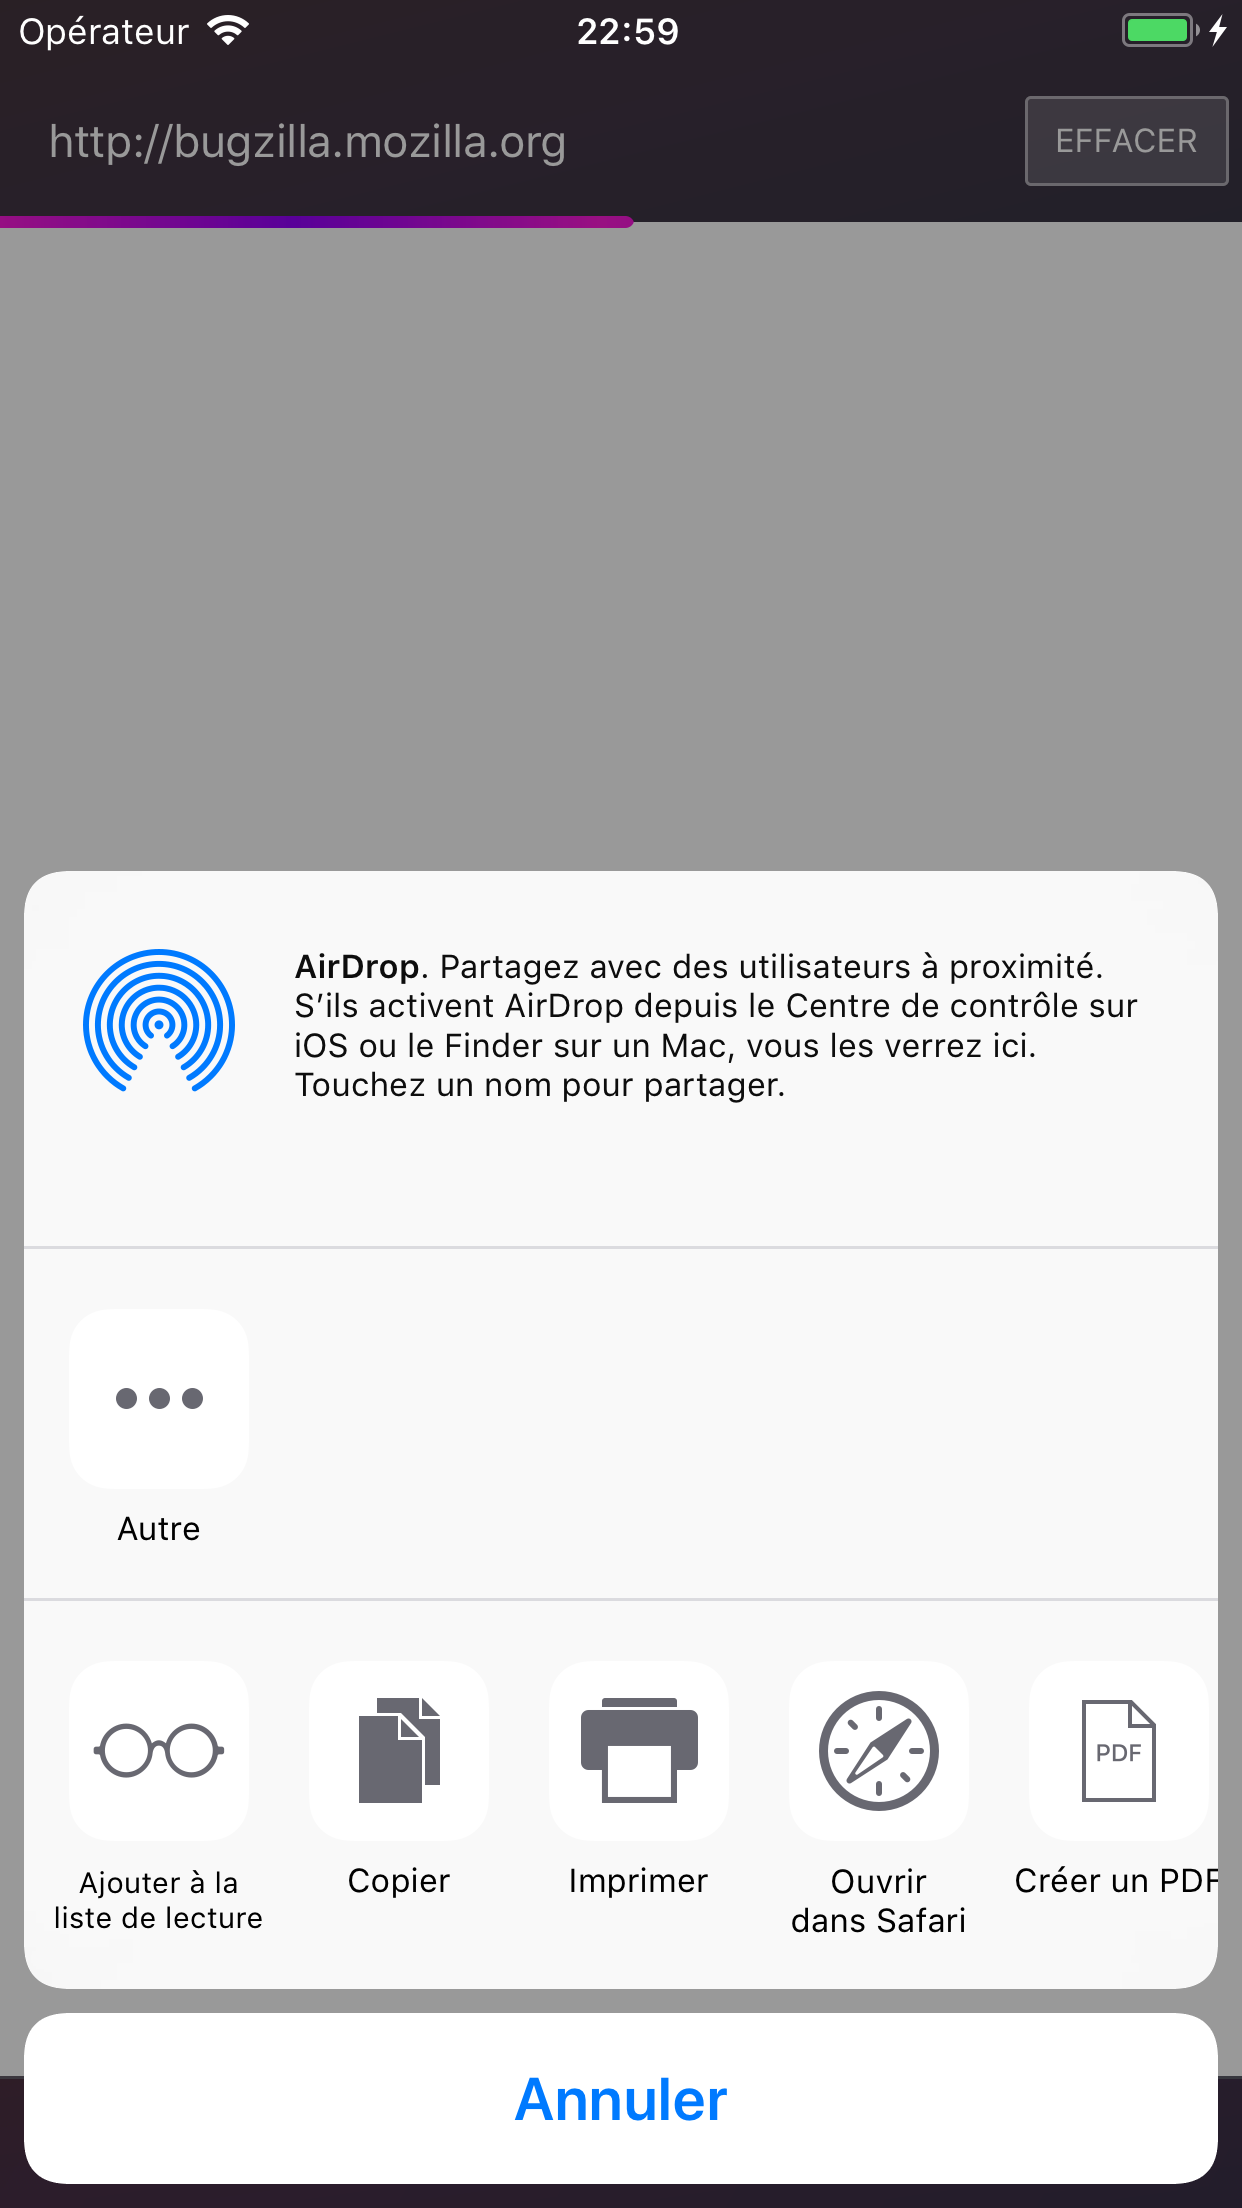 Opérateur 22:59
http://bugzilla.mozilla.org EFFACER
AirDrop. Partagez avec des utilisateurs à proximité.
S’ils activent AirDrop depuis le Centre de contrôle sur
iOS ou le Finder sur un Mac, vous les verrez ici.
Touchez un nom pour partager.
Autre
Ajouter à la
liste de lecture
Copier
Imprimer
Ouvrir
dans Safari
PDF
Créer un PDF
Annuler